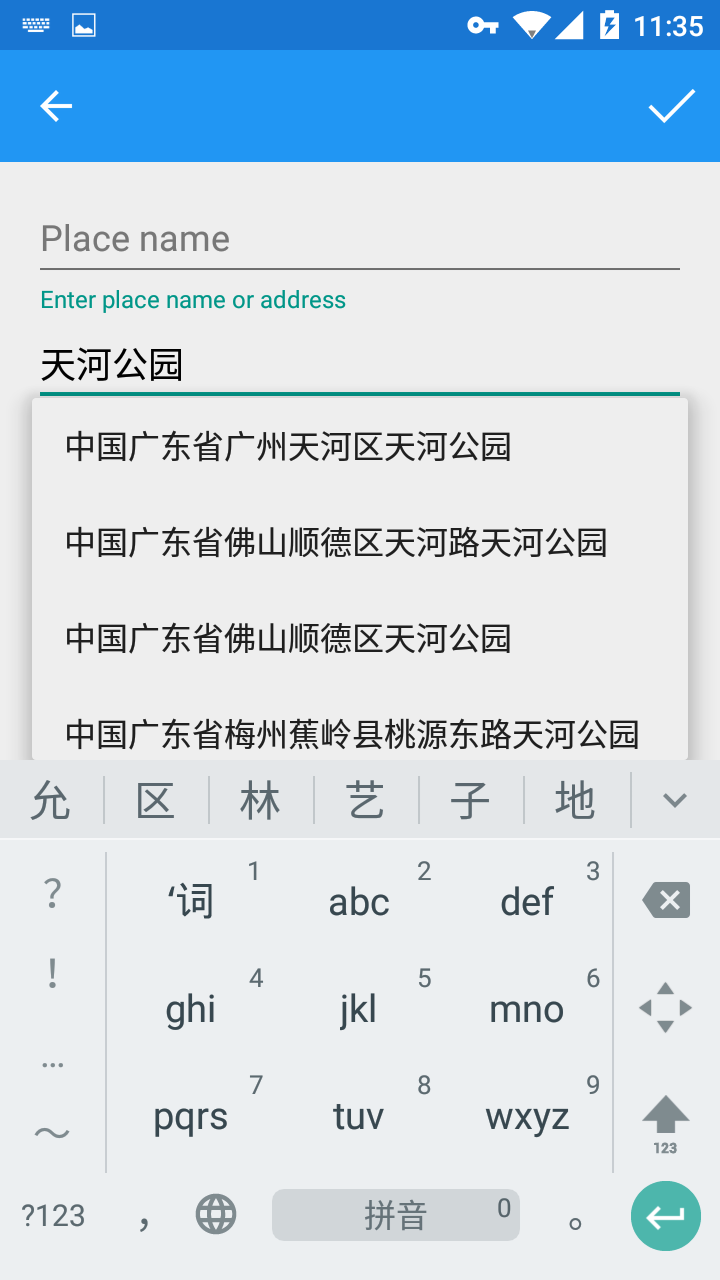 11:35
Place name
Enter place name or address
天河公园
中国广东省广州天河区天河公园
中国广东省佛山顺德区天河路天河公园
中国广东省佛山顺德区天河公园
中国广东省梅州蕉岭县桃源东路天河公园
允 区 林 艺 子 地
? ‘词 1 abc 2 def 3
! ghi 4 jkl 5 mno 6
... pqrs 7 tuv 8 wxyz 9
～ 123
?123 , 拼音 0 。